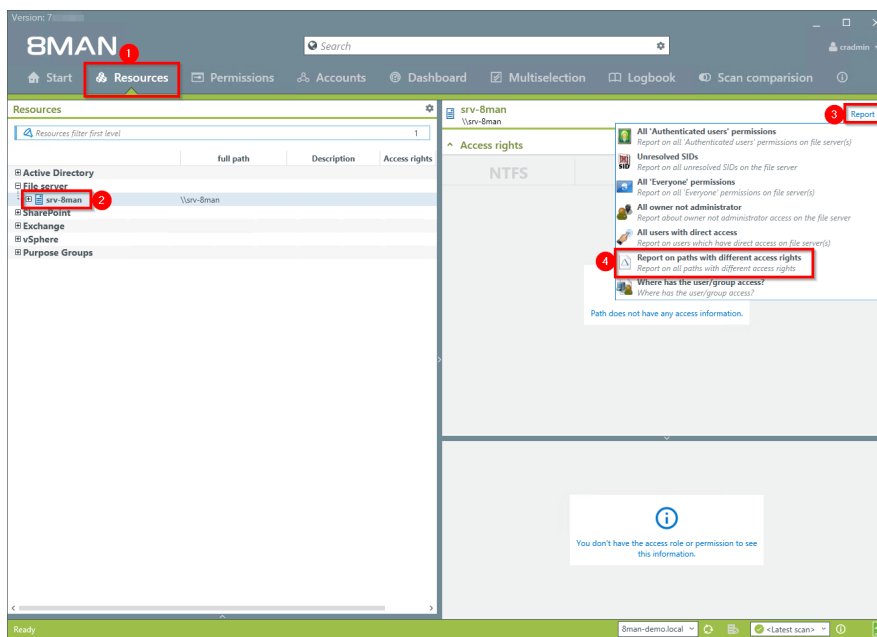 Version: 7
8MAN
1
Search
cradmin
Start
Resources
Permissions
Accounts
Dashboard
Multiselection
Logbook
Scan comparision
Resources
Resources filter first level
1
full path
Description
Access rights
Active Directory
File server
srv-8man
2
\\srv-8man
SharePoint
Exchange
vSphere
Purpose Groups
srv-8man
\\srv-8man
3
Report
Access rights
NTFS
All 'Authenticated users' permissions
Report on all 'Authenticated users' permissions on file server(s)
SID
Unresolved SIDs
Report on all unresolved SIDs on the file server
All 'Everyone' permissions
Report on all 'Everyone' permissions on file server(s)
All owner not administrator
Report about owner not administrator access on the file server
All users with direct access
Report on users which have direct access on file server(s)
4
Report on paths with different access rights
Report on all paths with different access rights
Where has the user/group access?
Where has the user/group access?
Path does not have any access information.
You don't have the access role or permission to see
this information.
Ready
8man-demo.local
<Latest scan>